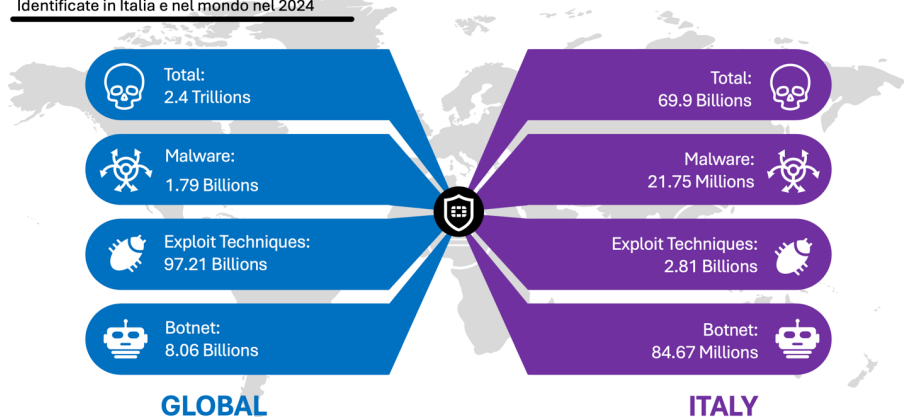 Identificate in Italia e nel mondo nel 2024
Total:
2.4 Trillions
Malware:
1.79 Billions
Exploit Techniques:
97.21 Billions
Botnet:
8.06 Billions
GLOBAL
Total:
69.9 Billions
Malware:
21.75 Millions
Exploit Techniques:
2.81 Billions
Botnet:
84.67 Millions
ITALY